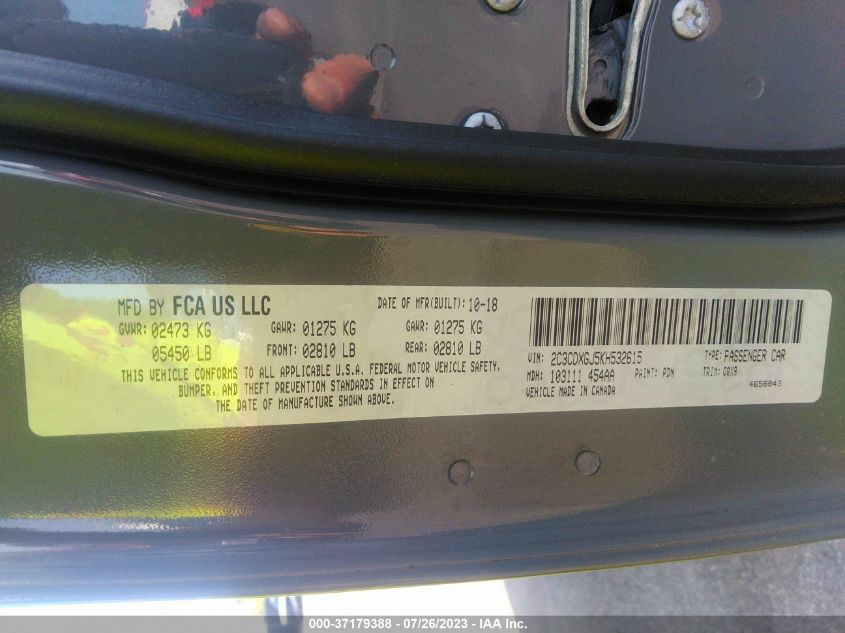 MFD BY FCA US LLC DATE OF MFR(BUILT): 10-18
GVWR: 02473 KG GAWR: 01275 KG GAWR: 01275 KG
05450 LB FRONT: 02810 LB REAR: 02810 LB
THIS VEHICLE CONFORMS TO ALL APPLICABLE U.S.A. FEDERAL MOTOR VEHICLE SAFETY,
BUMPER, AND THEFT PREVENTION STANDARDS IN EFFECT ON
THE DATE OF MANUFACTURE SHOWN ABOVE.
VIN: 2C3CDXGJ5KH532615 TYPE: PASSENGER CAR
MDH: 103111 454AA PAINT: PDN TRIM: GRX9
VEHICLE MADE IN CANADA 4658843
000-37179388 - 07/26/2023 - IAA Inc.